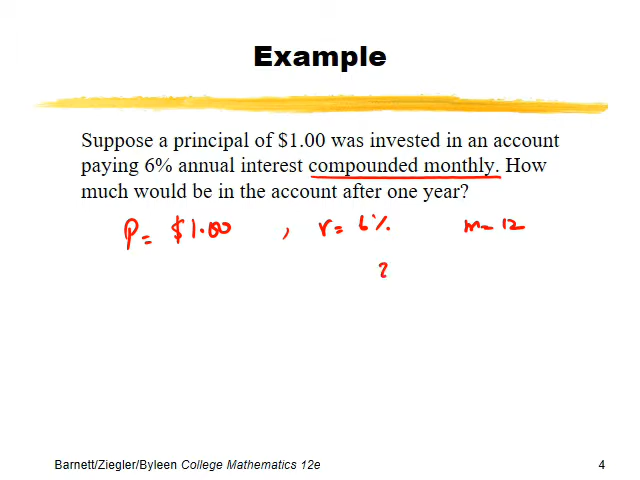 Example
Suppose a principal of $1.00 was invested in an account
paying 6% annual interest compounded monthly. How
much would be in the account after one year?
P = $1.00 , r = 6% m = 12
?
Barnett/Ziegler/Byleen College Mathematics 12e 4